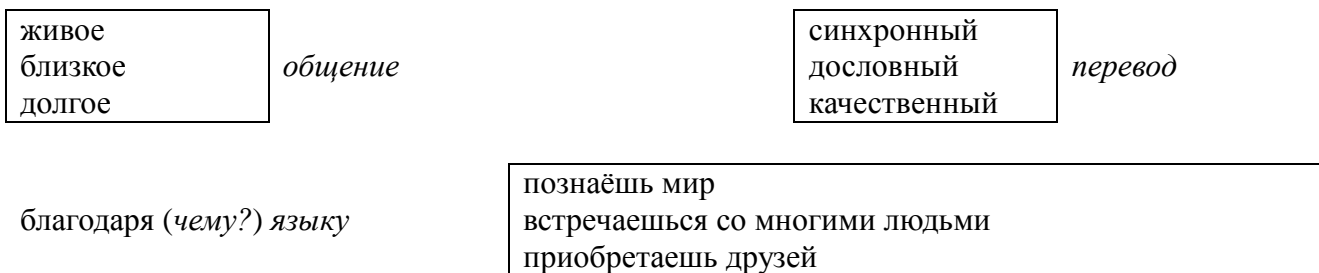 живое
близкое
долгое
общение
синхронный
дословный
качественный
перевод
благодаря (чему?) языку
познаёшь мир
встречаешься со многими людьми
приобретаешь друзей